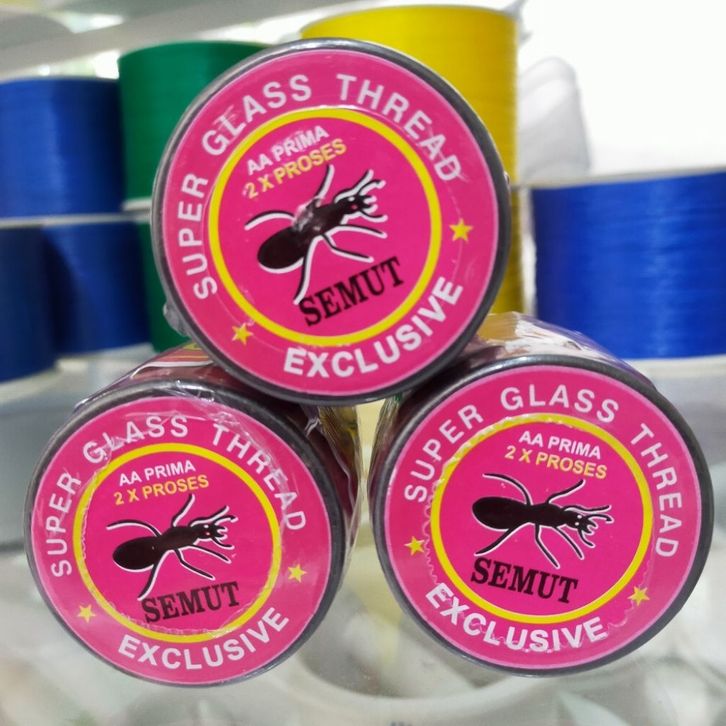 SUPER GLASS THREAD
AA PRIMA
2 X PROSES
SEMUT
EXCLUSIVE
SUPER GLASS THREAD
AA PRIMA
2 X PROSES
SEMUT
EXCLUSIVE
SUPER GLASS THREAD
AA PRIMA
2 X PROSES
SEMUT
EXCLUSIVE